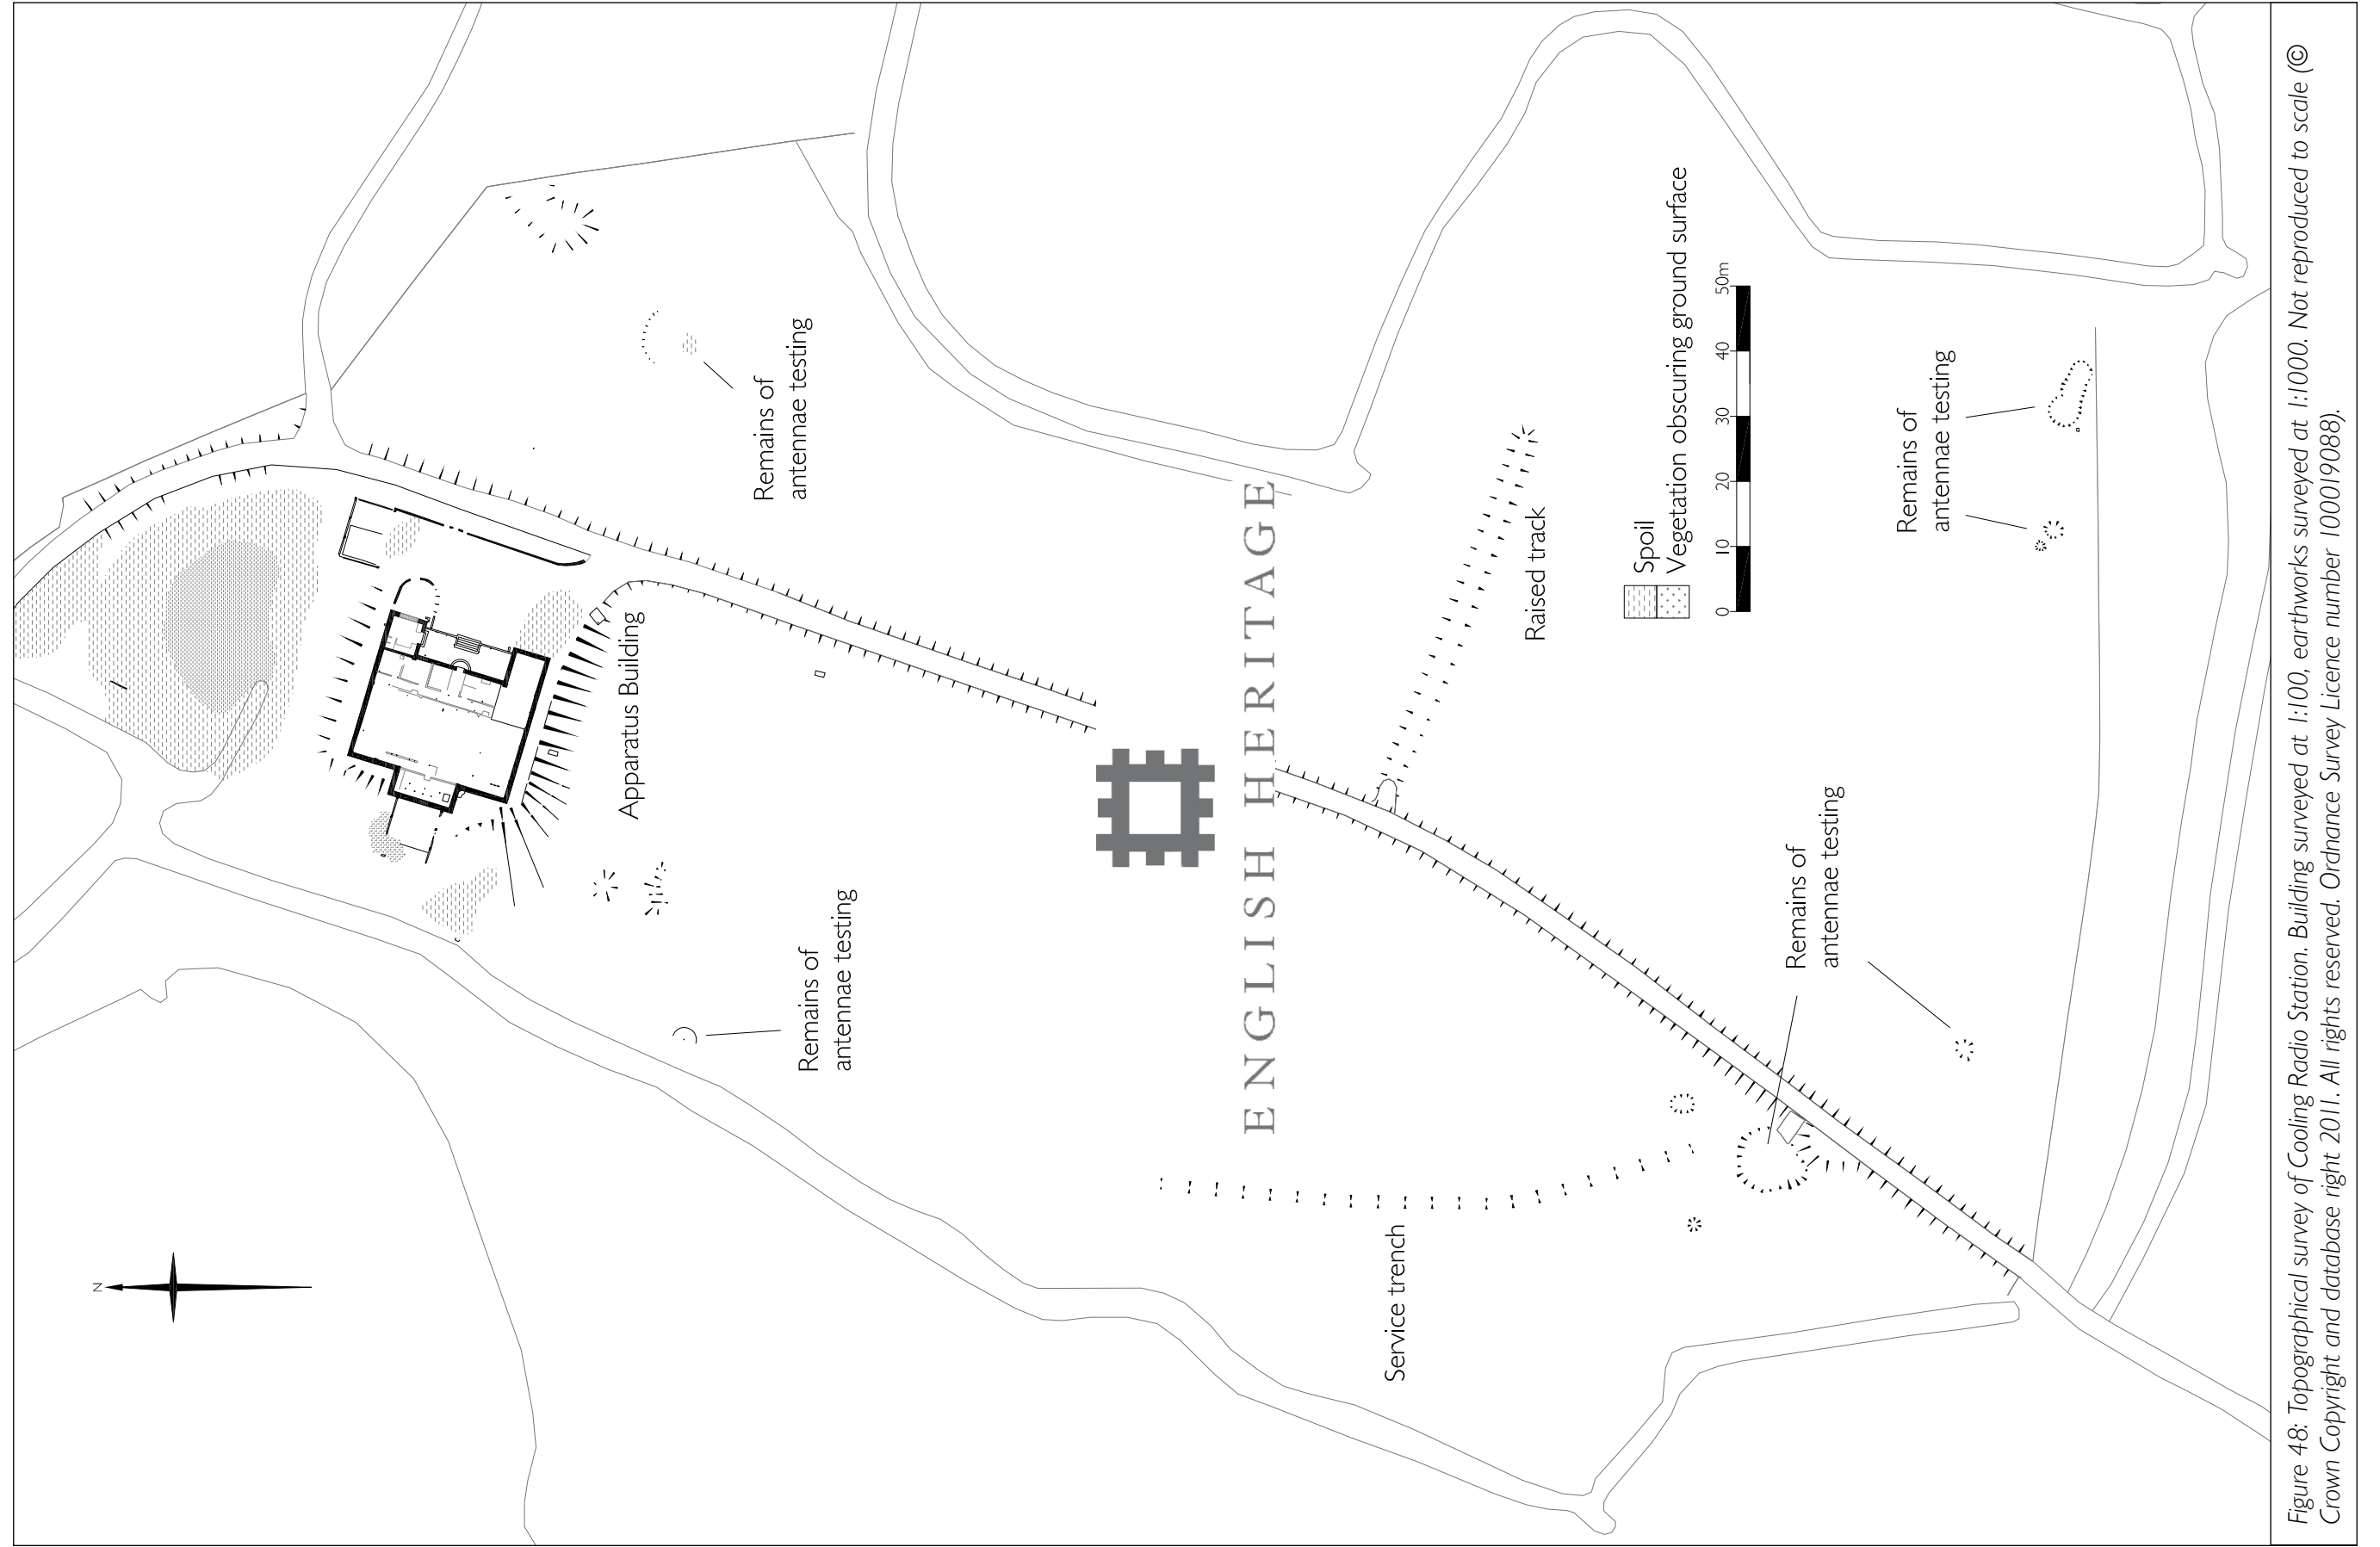 N
Apparatus Building
Remains of
antennae testing
Remains of
antennae testing
ENGLISH HERITAGE
Service trench
Raised track
Spoil
Vegetation obscuring ground surface
0 10 20 30 40 50m
Remains of
antennae testing
Remains of
antennae testing
Figure 48: Topographical survey of Cooling Radio Station. Building surveyed at 1:100, earthworks surveyed at 1:1000. Not reproduced to scale (©
Crown Copyright and database right 2011. All rights reserved. Ordnance Survey Licence number 100019088).